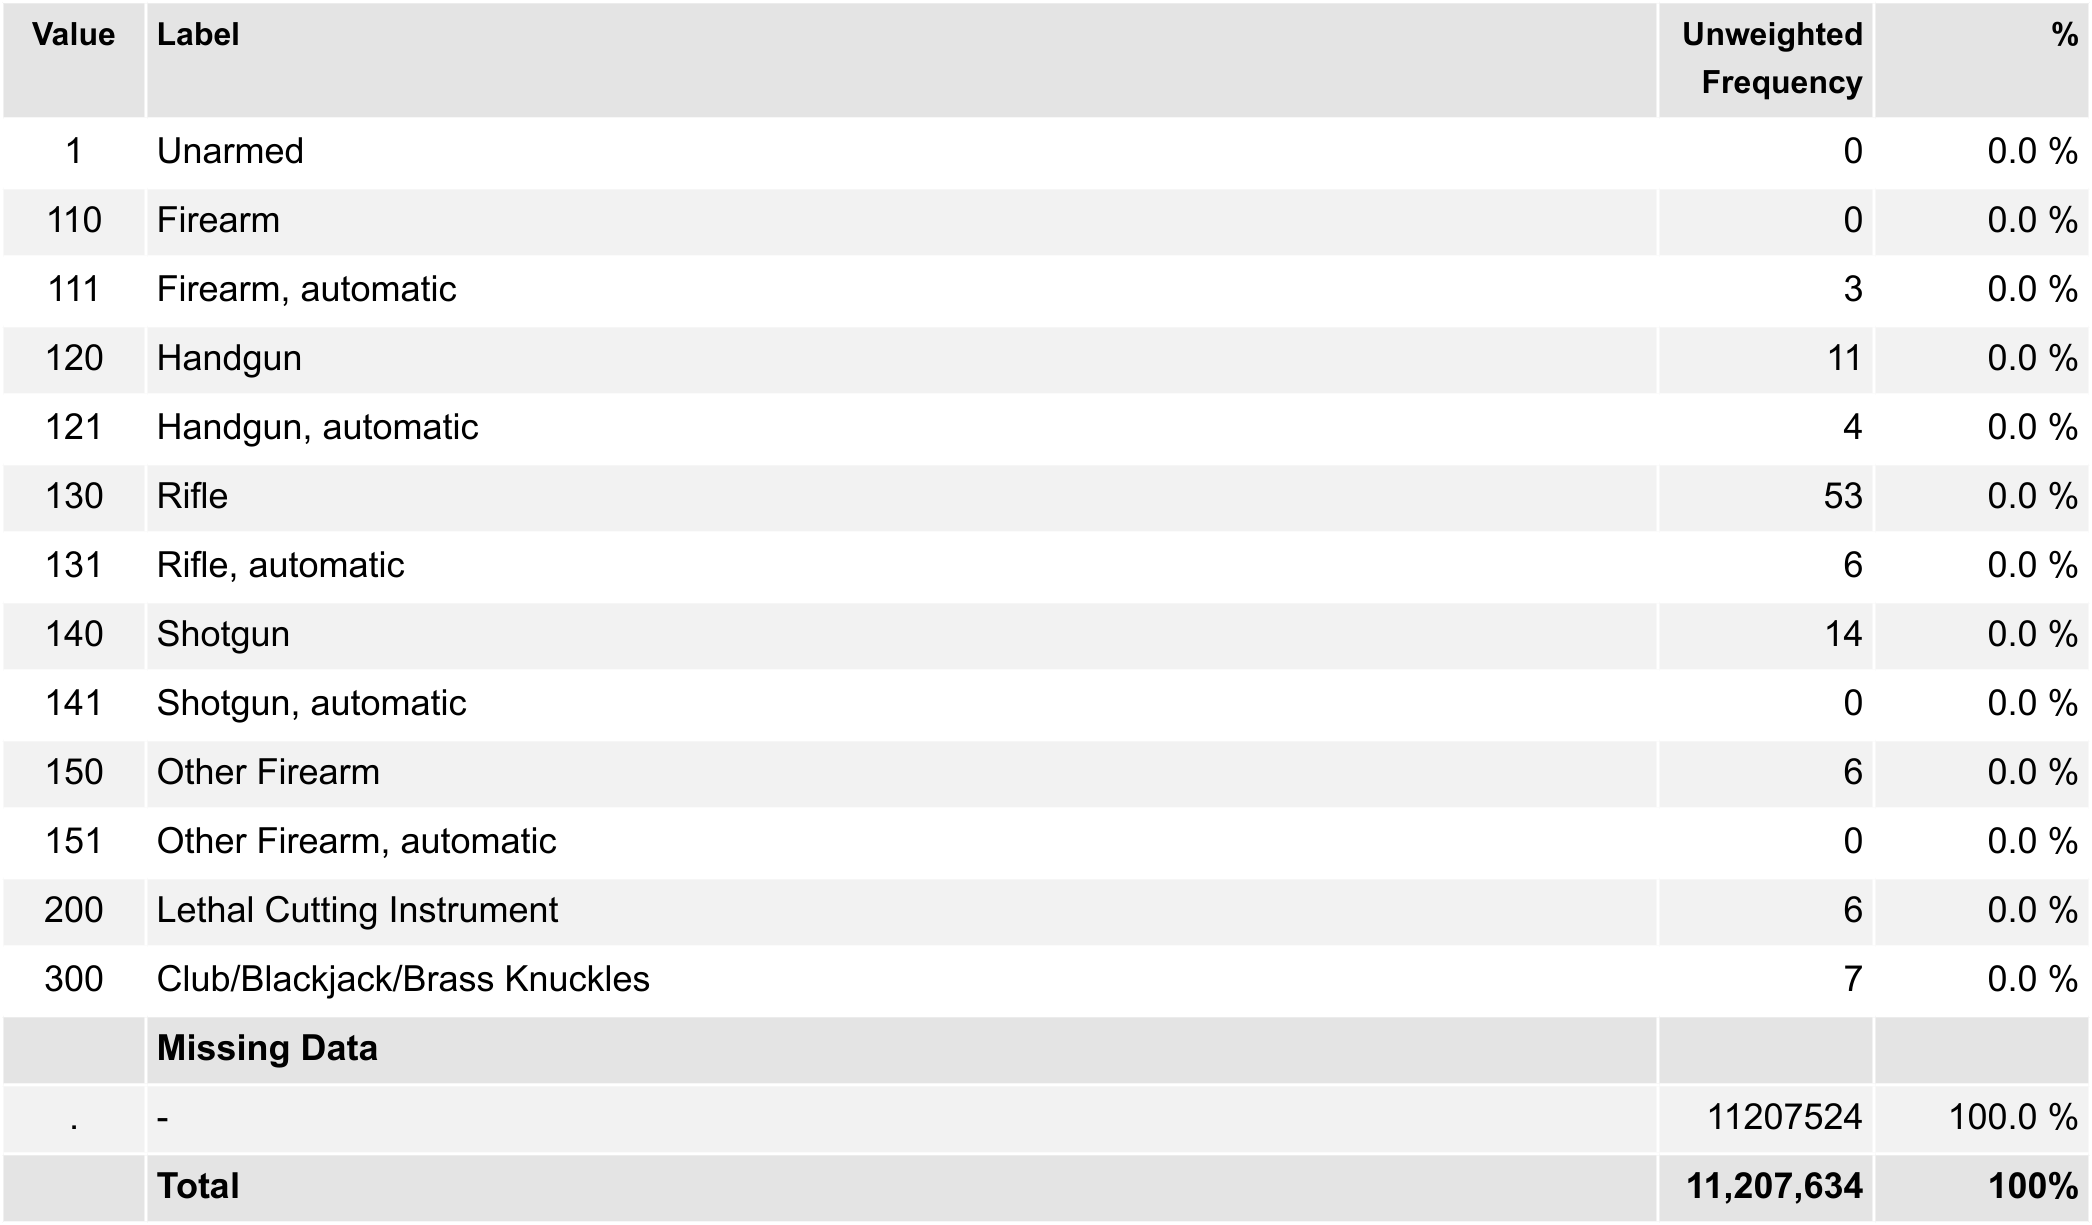 Value Label Unweighted Frequency %
1 Unarmed 0 0.0 %
110 Firearm 0 0.0 %
111 Firearm, automatic 3 0.0 %
120 Handgun 11 0.0 %
121 Handgun, automatic 4 0.0 %
130 Rifle 53 0.0 %
131 Rifle, automatic 6 0.0 %
140 Shotgun 14 0.0 %
141 Shotgun, automatic 0 0.0 %
150 Other Firearm 6 0.0 %
151 Other Firearm, automatic 0 0.0 %
200 Lethal Cutting Instrument 6 0.0 %
300 Club/Blackjack/Brass Knuckles 7 0.0 %
Missing Data
. - 11207524 100.0 %
Total 11,207,634 100%